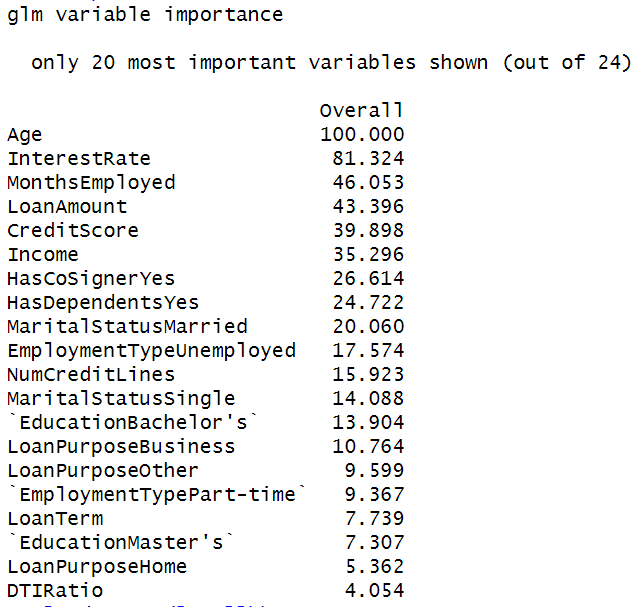 glm variable importance
only 20 most important variables shown (out of 24)
Overall
Age 100.000
InterestRate 81.324
MonthsEmployed 46.053
LoanAmount 43.396
CreditScore 39.898
Income 35.296
HasCoSignerYes 26.614
HasDependentsYes 24.722
MaritalStatusMarried 20.060
EmploymentTypeUnemployed 17.574
NumCreditLines 15.923
MaritalStatusSingle 14.088
`EducationBachelor's` 13.904
LoanPurposeBusiness 10.764
LoanPurposeOther 9.599
`EmploymentTypePart-time` 9.367
LoanTerm 7.739
`EducationMaster's` 7.307
LoanPurposeHome 5.362
DTIRatio 4.054